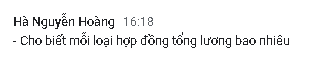 Hà Nguyễn Hoàng 16:18
- Cho biết mỗi loại hợp đồng tổng lương bao nhiêu